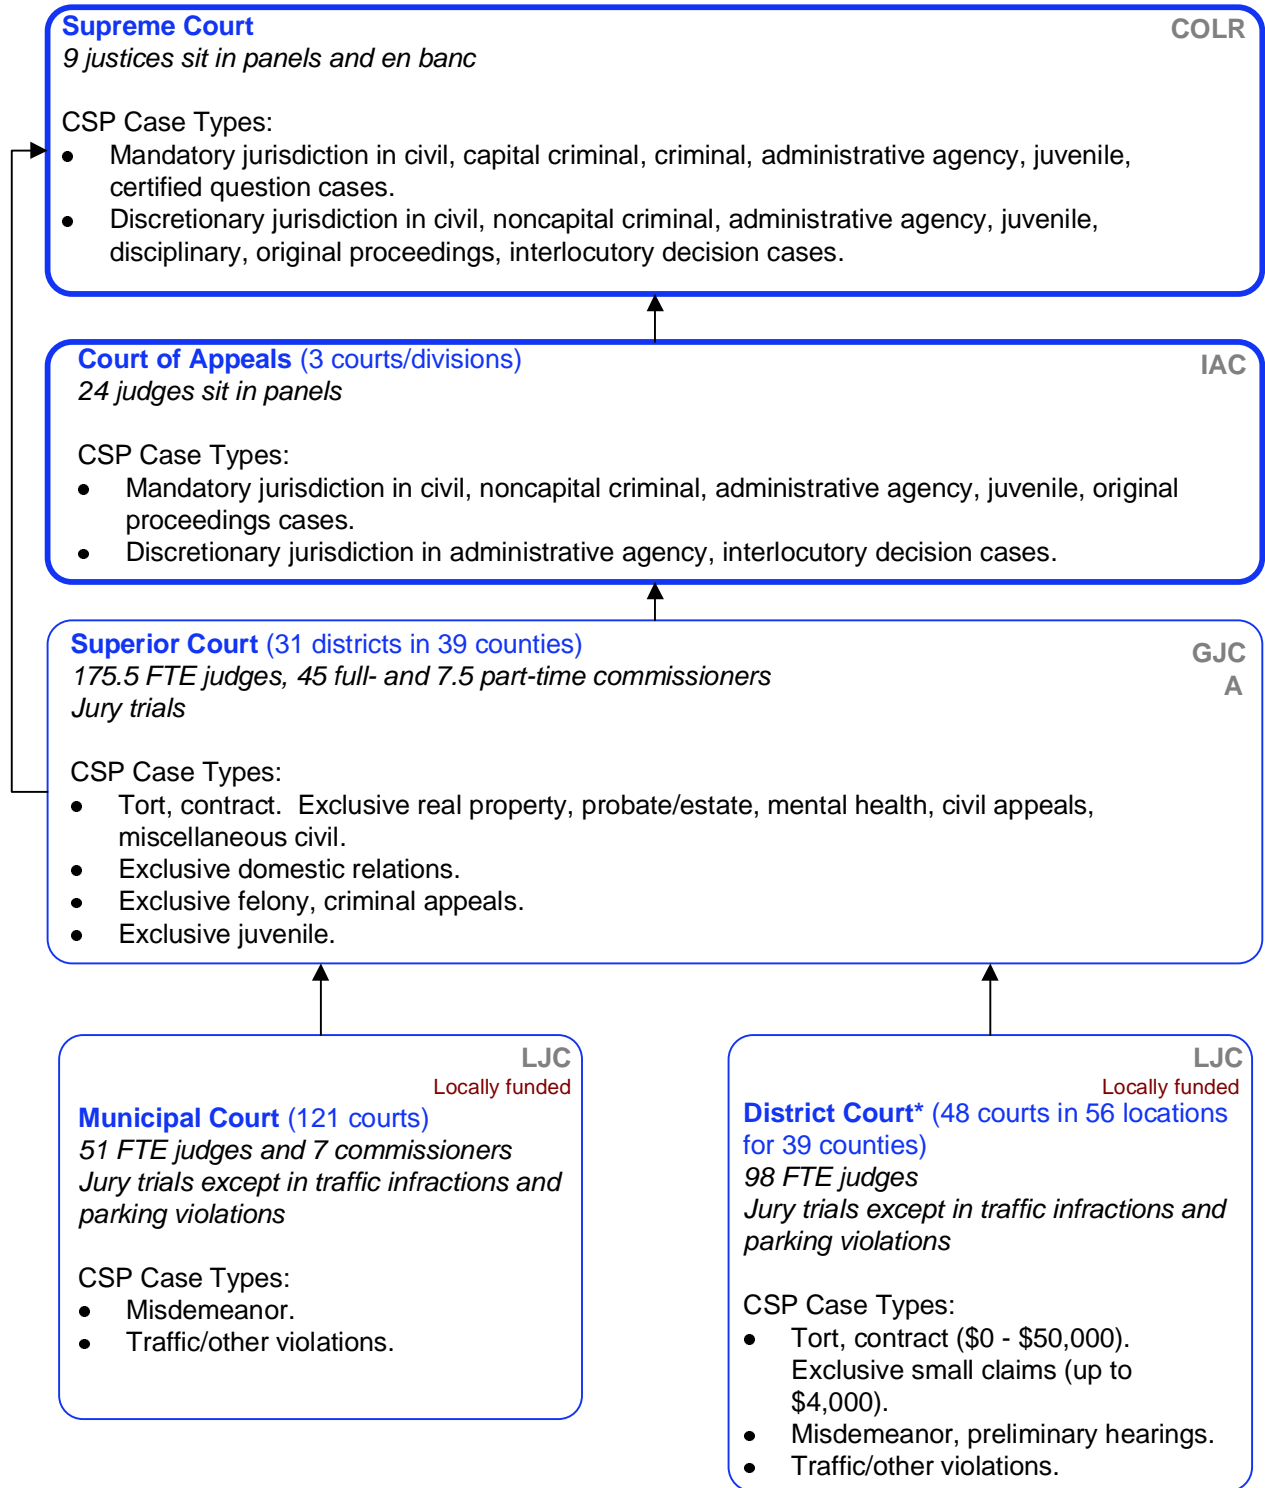 Supreme Court
COLR
9 justices sit in panels and en banc
CSP Case Types:
• Mandatory jurisdiction in civil, capital criminal, criminal, administrative agency, juvenile,
certified question cases.
• Discretionary jurisdiction in civil, noncapital criminal, administrative agency, juvenile,
disciplinary, original proceedings, interlocutory decision cases.
Court of Appeals (3 courts/divisions)
IAC
24 judges sit in panels
CSP Case Types:
• Mandatory jurisdiction in civil, noncapital criminal, administrative agency, juvenile, original
proceedings cases.
• Discretionary jurisdiction in administrative agency, interlocutory decision cases.
Superior Court (31 districts in 39 counties)
GJC
A
175.5 FTE judges, 45 full- and 7.5 part-time commissioners
Jury trials
CSP Case Types:
• Tort, contract.  Exclusive real property, probate/estate, mental health, civil appeals,
miscellaneous civil.
• Exclusive domestic relations.
• Exclusive felony, criminal appeals.
• Exclusive juvenile.
LJC
Locally funded
Municipal Court (121 courts)
51 FTE judges and 7 commissioners
Jury trials except in traffic infractions and
parking violations
CSP Case Types:
• Misdemeanor.
• Traffic/other violations.
LJC
Locally funded
District Court* (48 courts in 56 locations
for 39 counties)
98 FTE judges
Jury trials except in traffic infractions and
parking violations
CSP Case Types:
• Tort, contract ($0 - $50,000).
Exclusive small claims (up to
$4,000).
• Misdemeanor, preliminary hearings.
• Traffic/other violations.